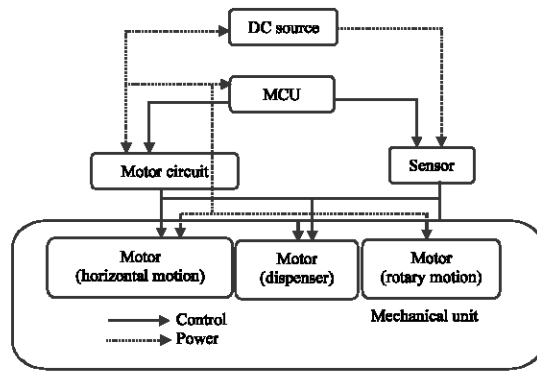 DC source
MCU
Motor circuit
Sensor
Motor
(horizontal motion)
Motor
(dispenser)
Motor
(rotary motion)
Control
Power
Mechanical unit